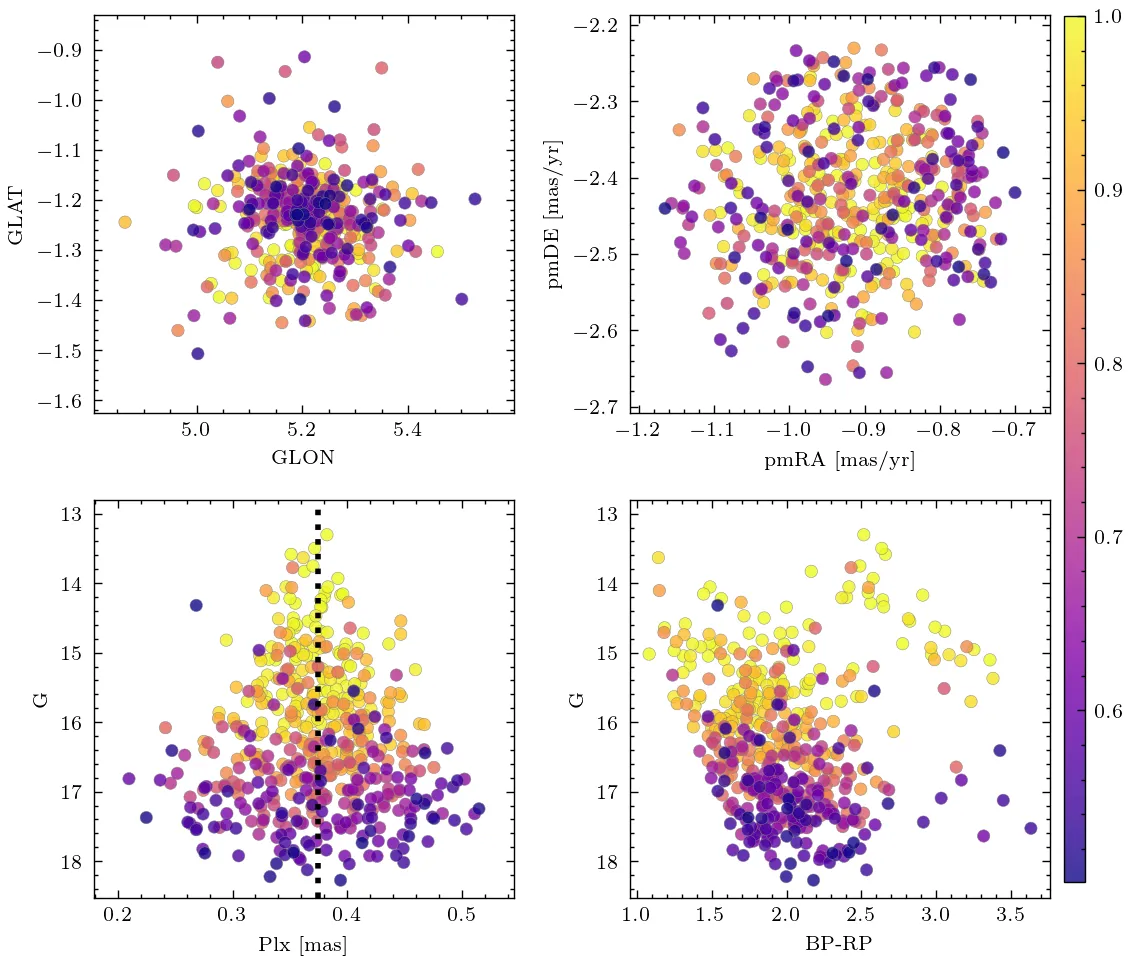 −0.9
−1.0
−1.1
−1.2
−1.3
−1.4
−1.5
−1.6
GLAT
5.0 5.2 5.4
GLON
−2.2
−2.3
−2.4
−2.5
−2.6
−2.7
pmDE [mas/yr]
−1.2 −1.1 −1.0 −0.9 −0.8 −0.7
pmRA [mas/yr]
1.0
0.9
0.8
0.7
0.6
13
14
15
16
17
18
G
0.2 0.3 0.4 0.5
Plx [mas]
13
14
15
16
17
18
G
1.0 1.5 2.0 2.5 3.0 3.5
BP-RP